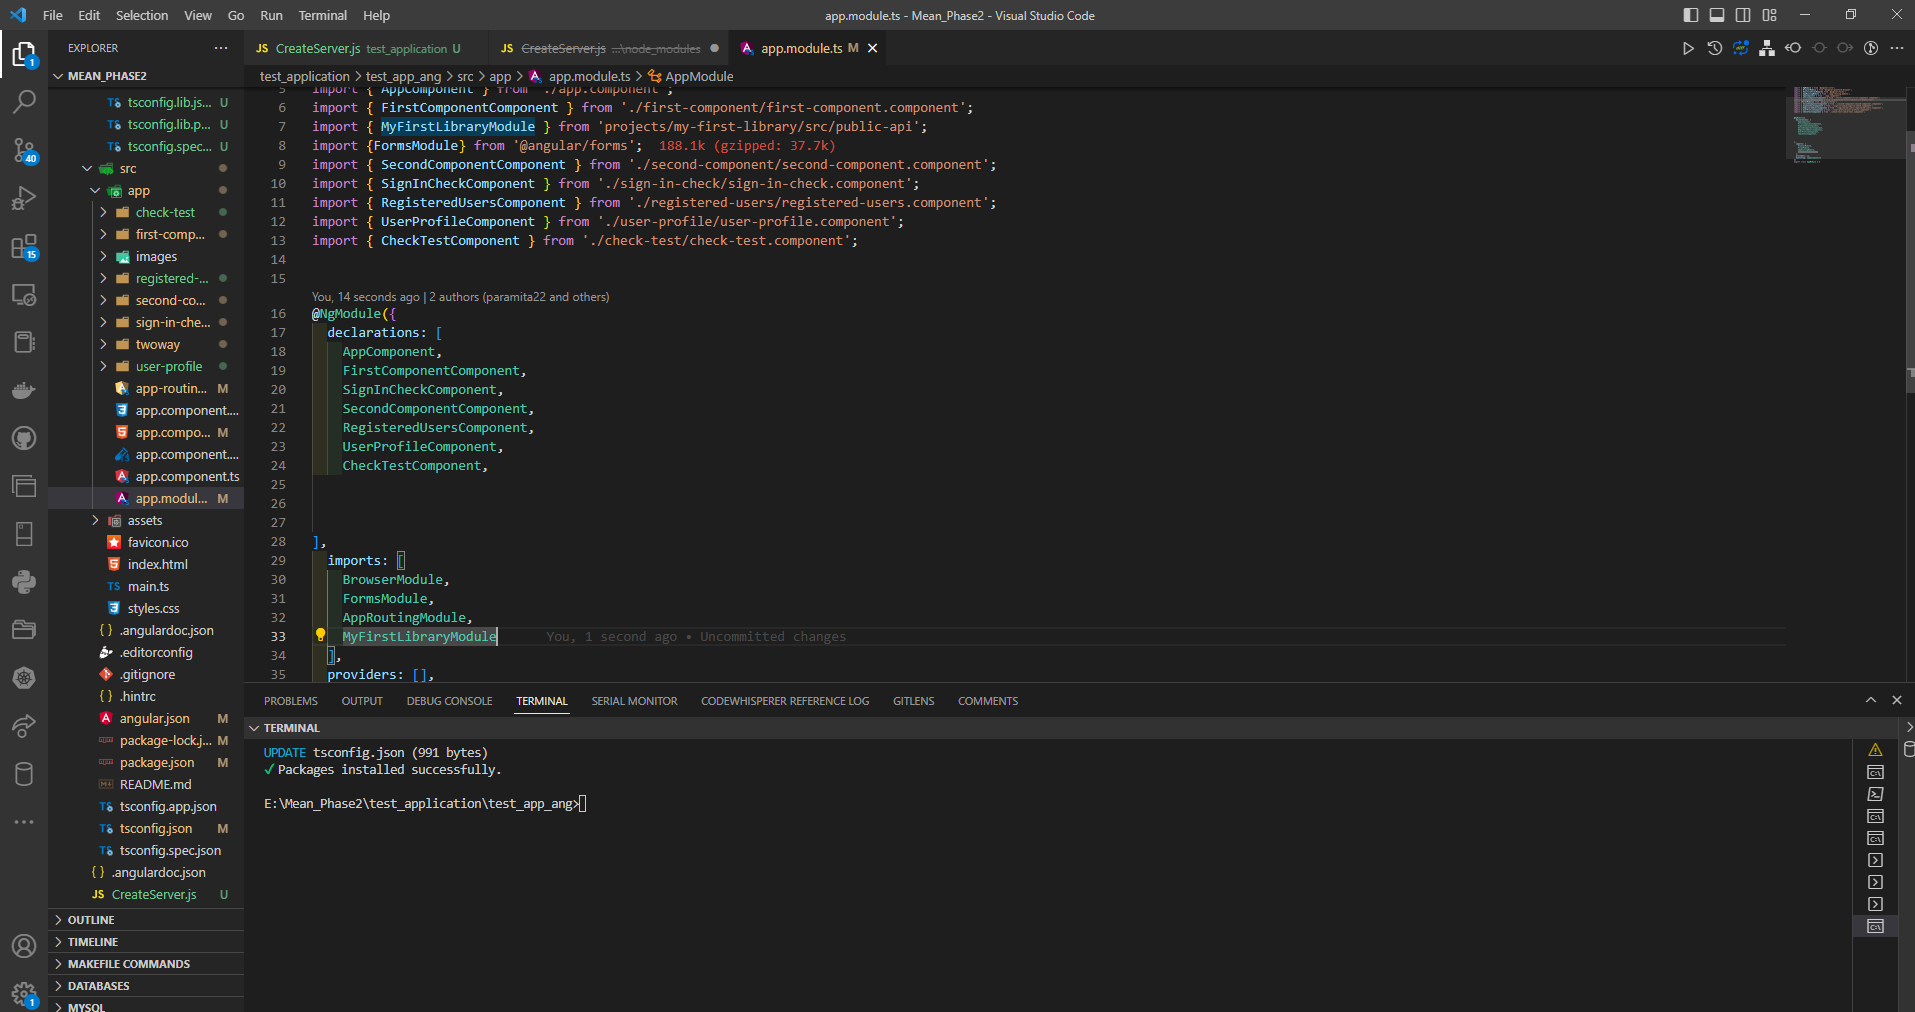 File Edit Selection View Go Run Terminal Help
app.module.ts - Mean_Phase2 - Visual Studio Code
EXPLORER
MEAN_PHASE2
tsconfig.lib.js... U
tsconfig.lib.p... U
tsconfig.spec... U
src
app
check-test
first-comp...
images
registered-...
second-co...
sign-in-che...
twoway
user-profile
app-routin... M
app.component....
app.compo... M
app.component....
app.component.ts
app.modul... M
assets
favicon.ico
index.html
TS main.ts
styles.css
{ } .angulardoc.json
.editorconfig
.gitignore
{ } .hintrc
angular.json M
package-lock.j... M
package.json M
README.md
tsconfig.app.json
tsconfig.json M
tsconfig.spec.json
{ } .angulardoc.json
JS CreateServer.js U
OUTLINE
TIMELINE
MAKEFILE COMMANDS
DATABASES
MYSQL
1
40
15
1
JS CreateServer.js test_application U
JS CreateServer.js ...\node_modules
app.module.ts M
test_application > test_app_ang > src > app > app.module.ts > AppModule
5 import { AppComponent } from './app.component';
6 import { FirstComponentComponent } from './first-component/first-component.component';
7 import { MyFirstLibraryModule } from 'projects/my-first-library/src/public-api';
8 import {FormsModule} from '@angular/forms'; 188.1k (gzipped: 37.7k)
9 import { SecondComponentComponent } from './second-component/second-component.component';
10 import { SignInCheckComponent } from './sign-in-check/sign-in-check.component';
11 import { RegisteredUsersComponent } from './registered-users/registered-users.component';
12 import { UserProfileComponent } from './user-profile/user-profile.component';
13 import { CheckTestComponent } from './check-test/check-test.component';
14
15
You, 14 seconds ago | 2 authors (paramita22 and others)
16 @NgModule({
17 declarations: [
18 AppComponent,
19 FirstComponentComponent,
20 SignInCheckComponent,
21 SecondComponentComponent,
22 RegisteredUsersComponent,
23 UserProfileComponent,
24 CheckTestComponent,
25
26
27
28 ],
29 imports: [
30 BrowserModule,
31 FormsModule,
32 AppRoutingModule,
33 MyFirstLibraryModule You, 1 second ago • Uncommitted changes
34 ],
35 providers: [],
PROBLEMS OUTPUT DEBUG CONSOLE TERMINAL SERIAL MONITOR CODEWHISPERER REFERENCE LOG GITLENS COMMENTS
TERMINAL
UPDATE tsconfig.json (991 bytes)
✓ Packages installed successfully.
E:\Mean_Phase2\test_application\test_app_ang>